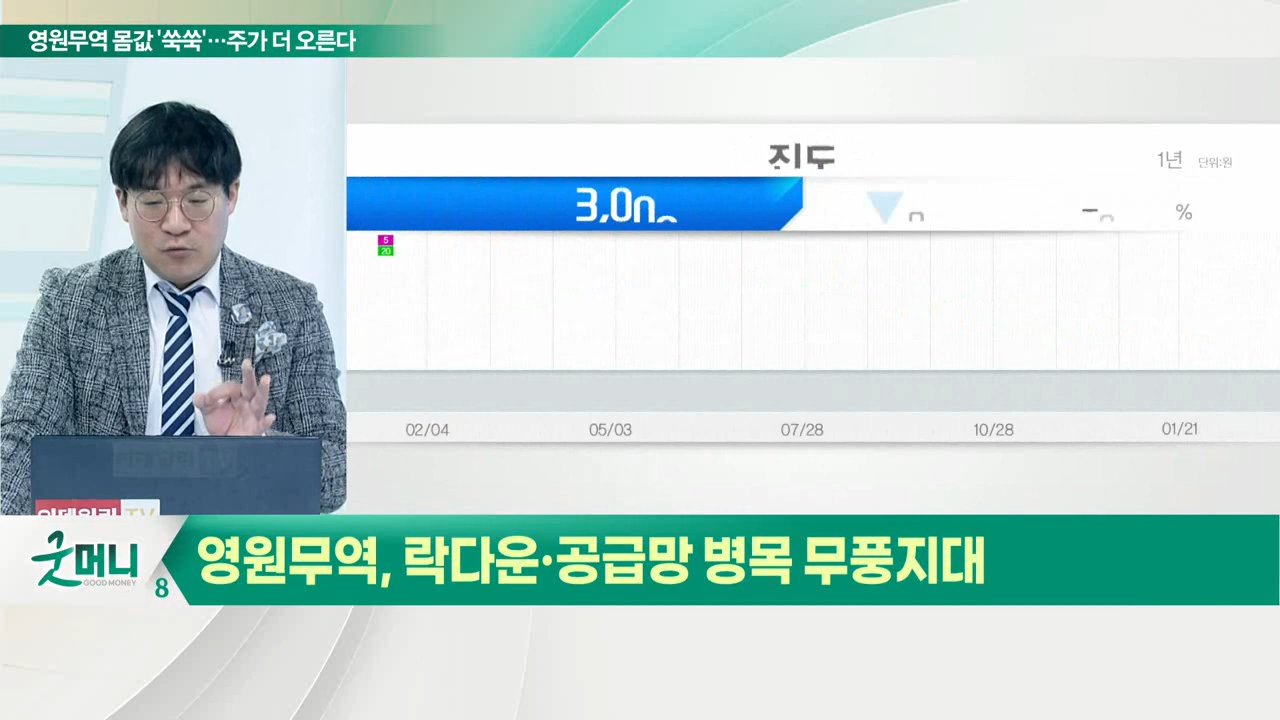 영원무역 몸값 '쑥쑥'…주가 더 오른다
1년 단위:원
%
5
20
02/04 05/03 07/28 10/28 01/21
굿머니
GOOD MONEY
8
영원무역, 락다운·공급망 병목 무풍지대